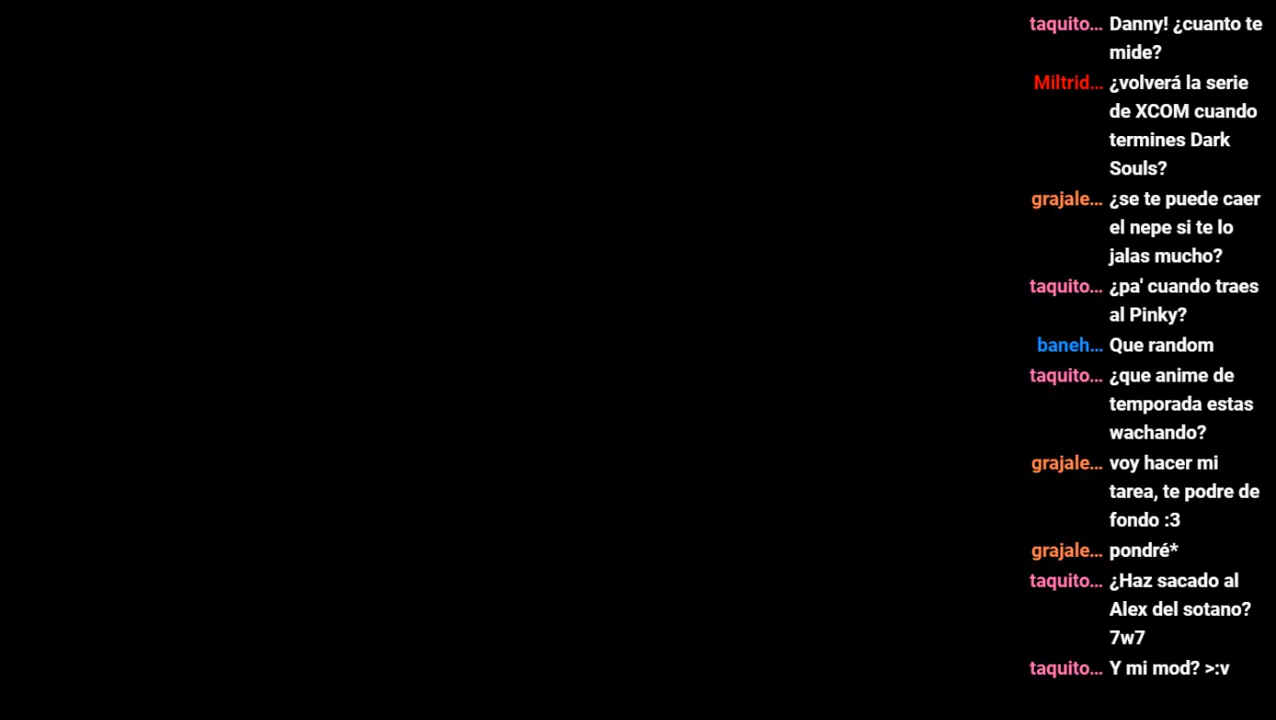 taquito… Danny! ¿cuanto te
mide?
Miltrid… ¿volverá la serie
de XCOM cuando
termines Dark
Souls?
grajale… ¿se te puede caer
el nepe si te lo
jalas mucho?
taquito… ¿pa' cuando traes
al Pinky?
baneh… Que random
taquito… ¿que anime de
temporada estas
wachando?
grajale… voy hacer mi
tarea, te podre de
fondo :3
grajale… pondré*
taquito… ¿Haz sacado al
Alex del sotano?
7w7
taquito… Y mi mod? >:v